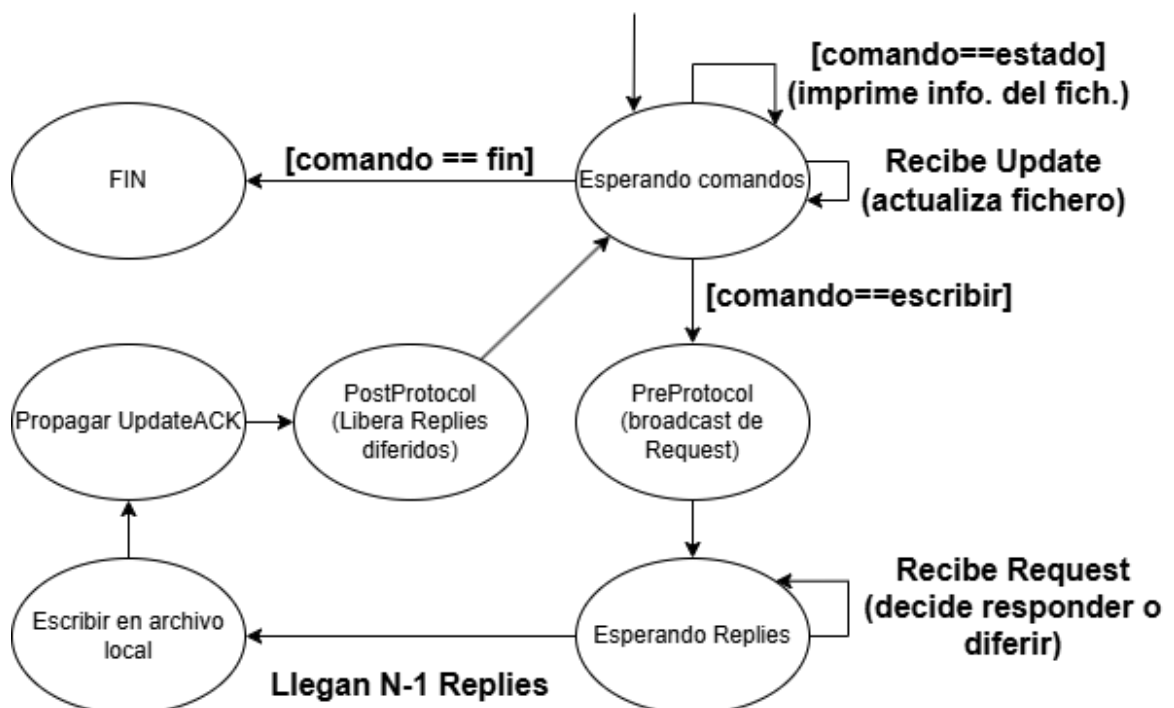 [comando==estado]
(imprime info. del fich.)
FIN
[comando == fin]
Esperando comandos
Recibe Update
(actualiza fichero)
[comando==escribir]
Propagar UpdateACK
PostProtocol
(Libera Replies
diferidos)
PreProtocol
(broadcast de
Request)
Escribir en archivo
local
Llegan N-1 Replies
Esperando Replies
Recibe Request
(decide responder o
diferir)